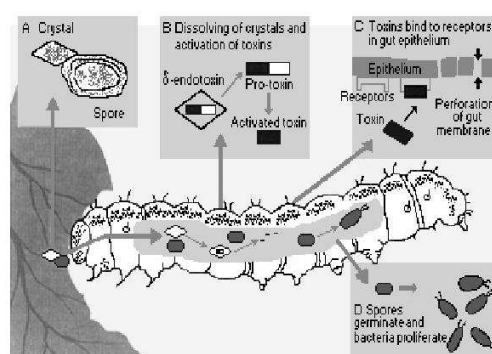 A Crystal
Spore
B Dissolving of crystals and
activation of toxins
δ-endotoxin
Pro-toxin
Activated toxin
C Toxins bind to receptors
in gut epithelium
Epithelium
Receptors
Toxin
Perforation
of gut
membrane
D Spores
germinate and
bacteria proliferate